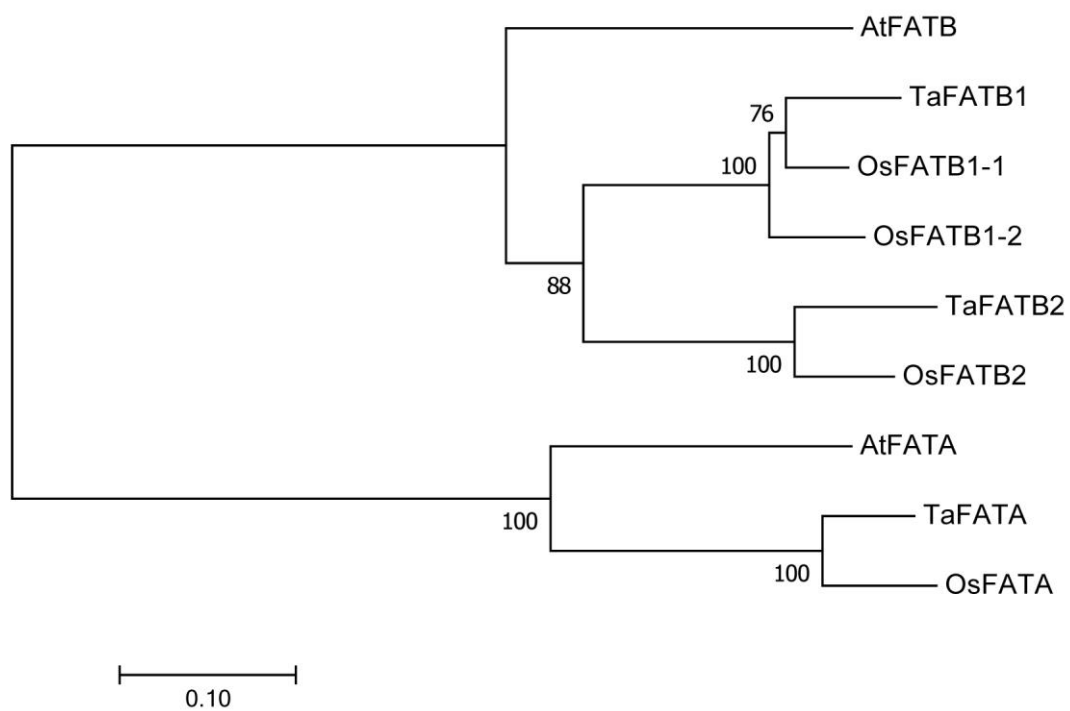 AtFATB
TaFATB1
76
OsFATB1-1
100
OsFATB1-2
88
TaFATB2
100
OsFATB2
AtFATA
100
TaFATA
100
OsFATA
0.10